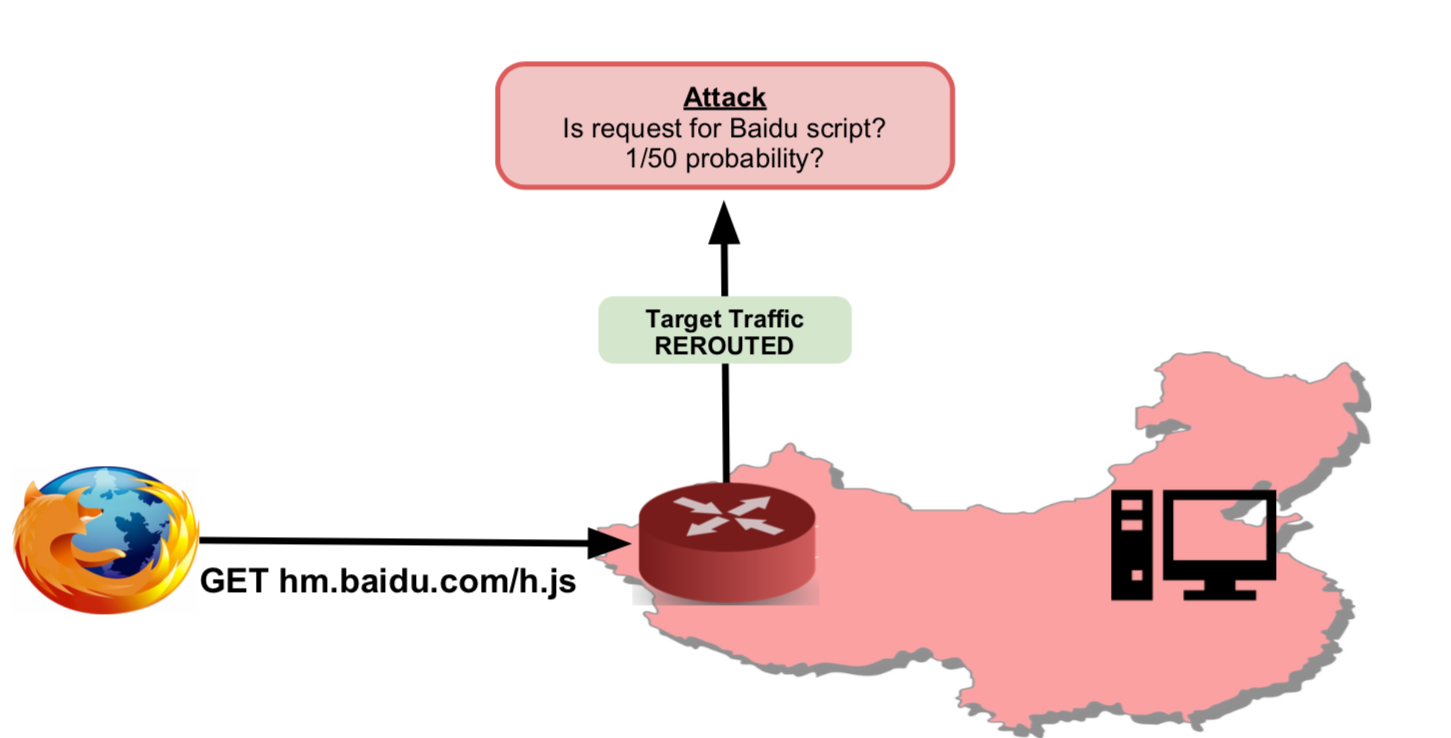 Attack
Is request for Baidu script?
1/50 probability?
Target Traffic
REROUTED
GET hm.baidu.com/h.js